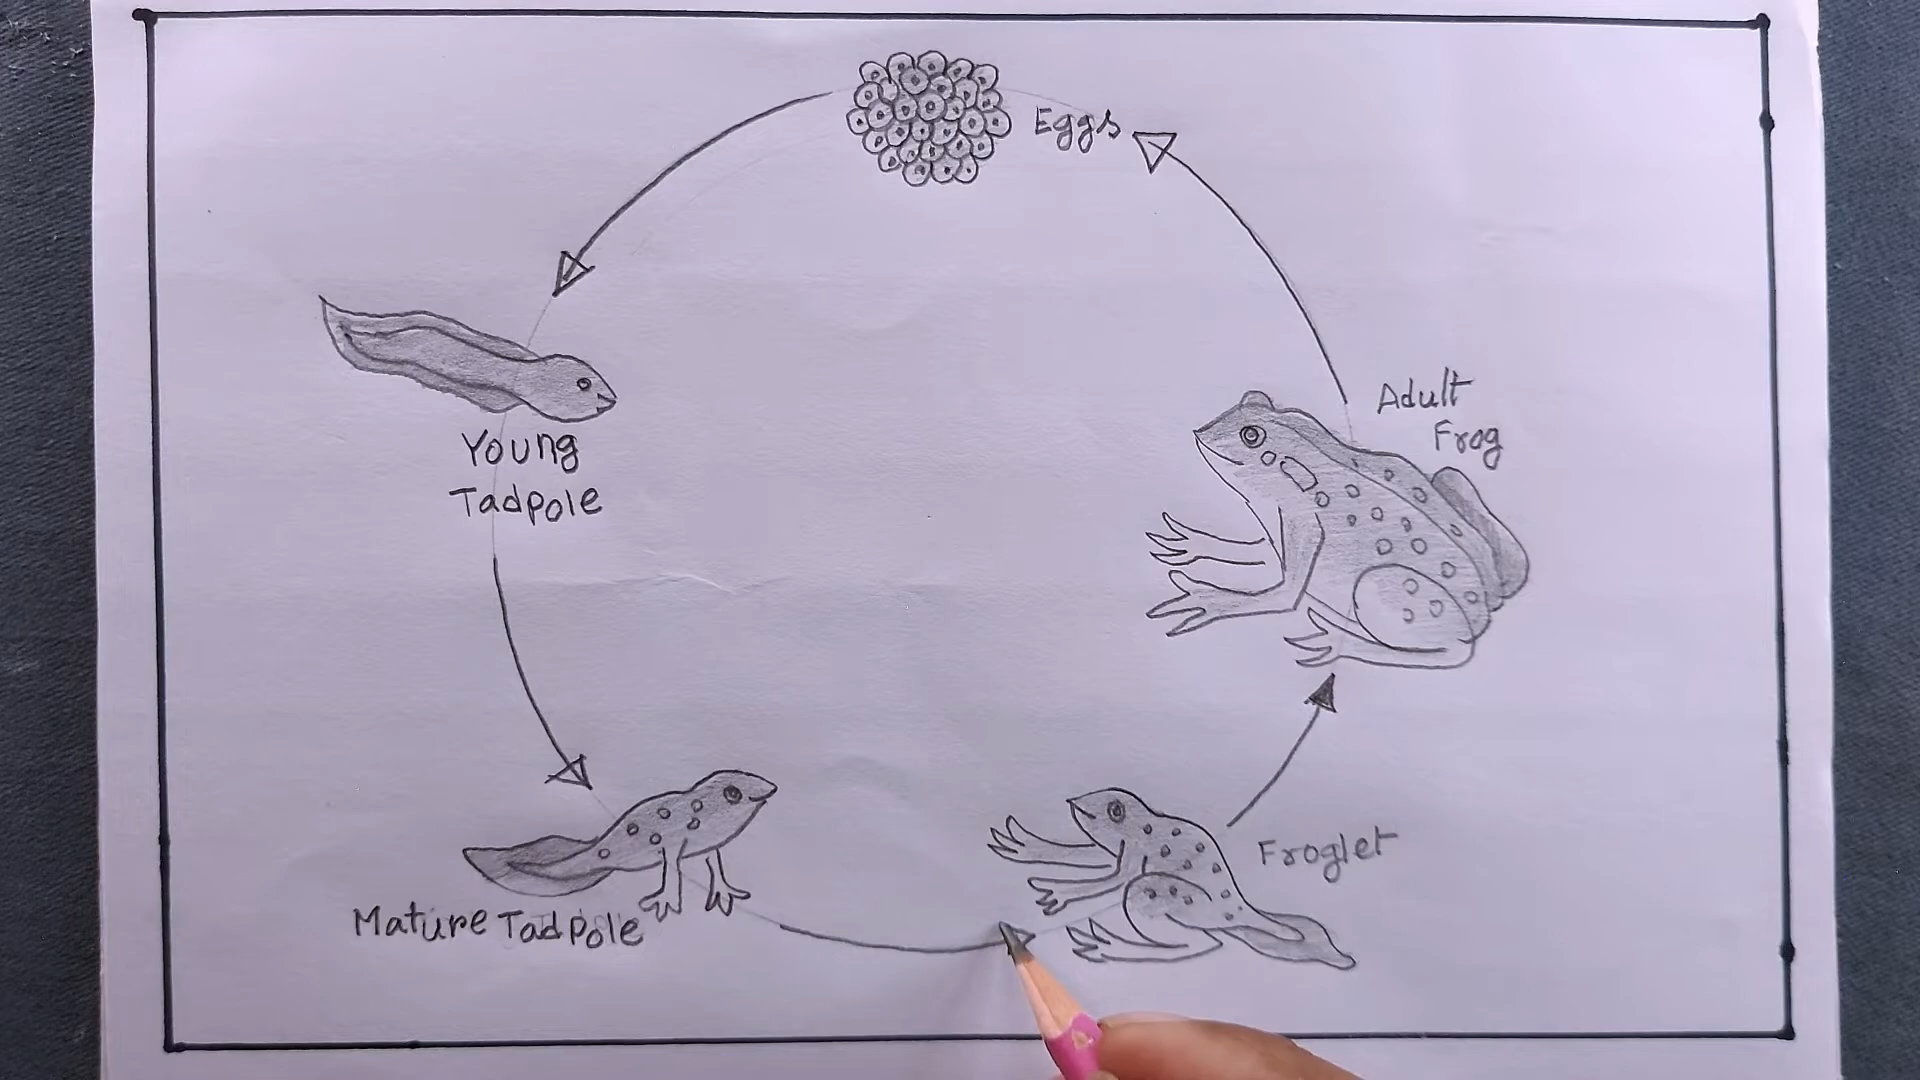 Eggs
Young
Tadpole
Adult
Frog
Mature Tadpole
Froglet